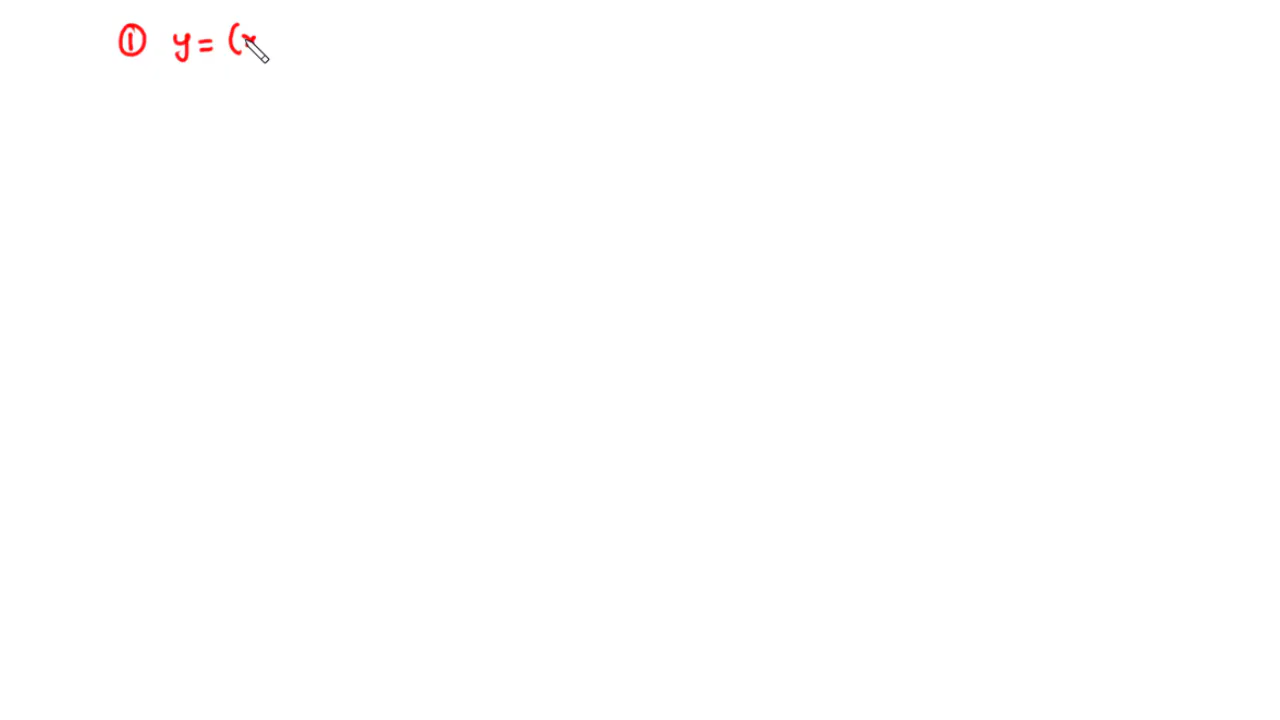 ① y = (x